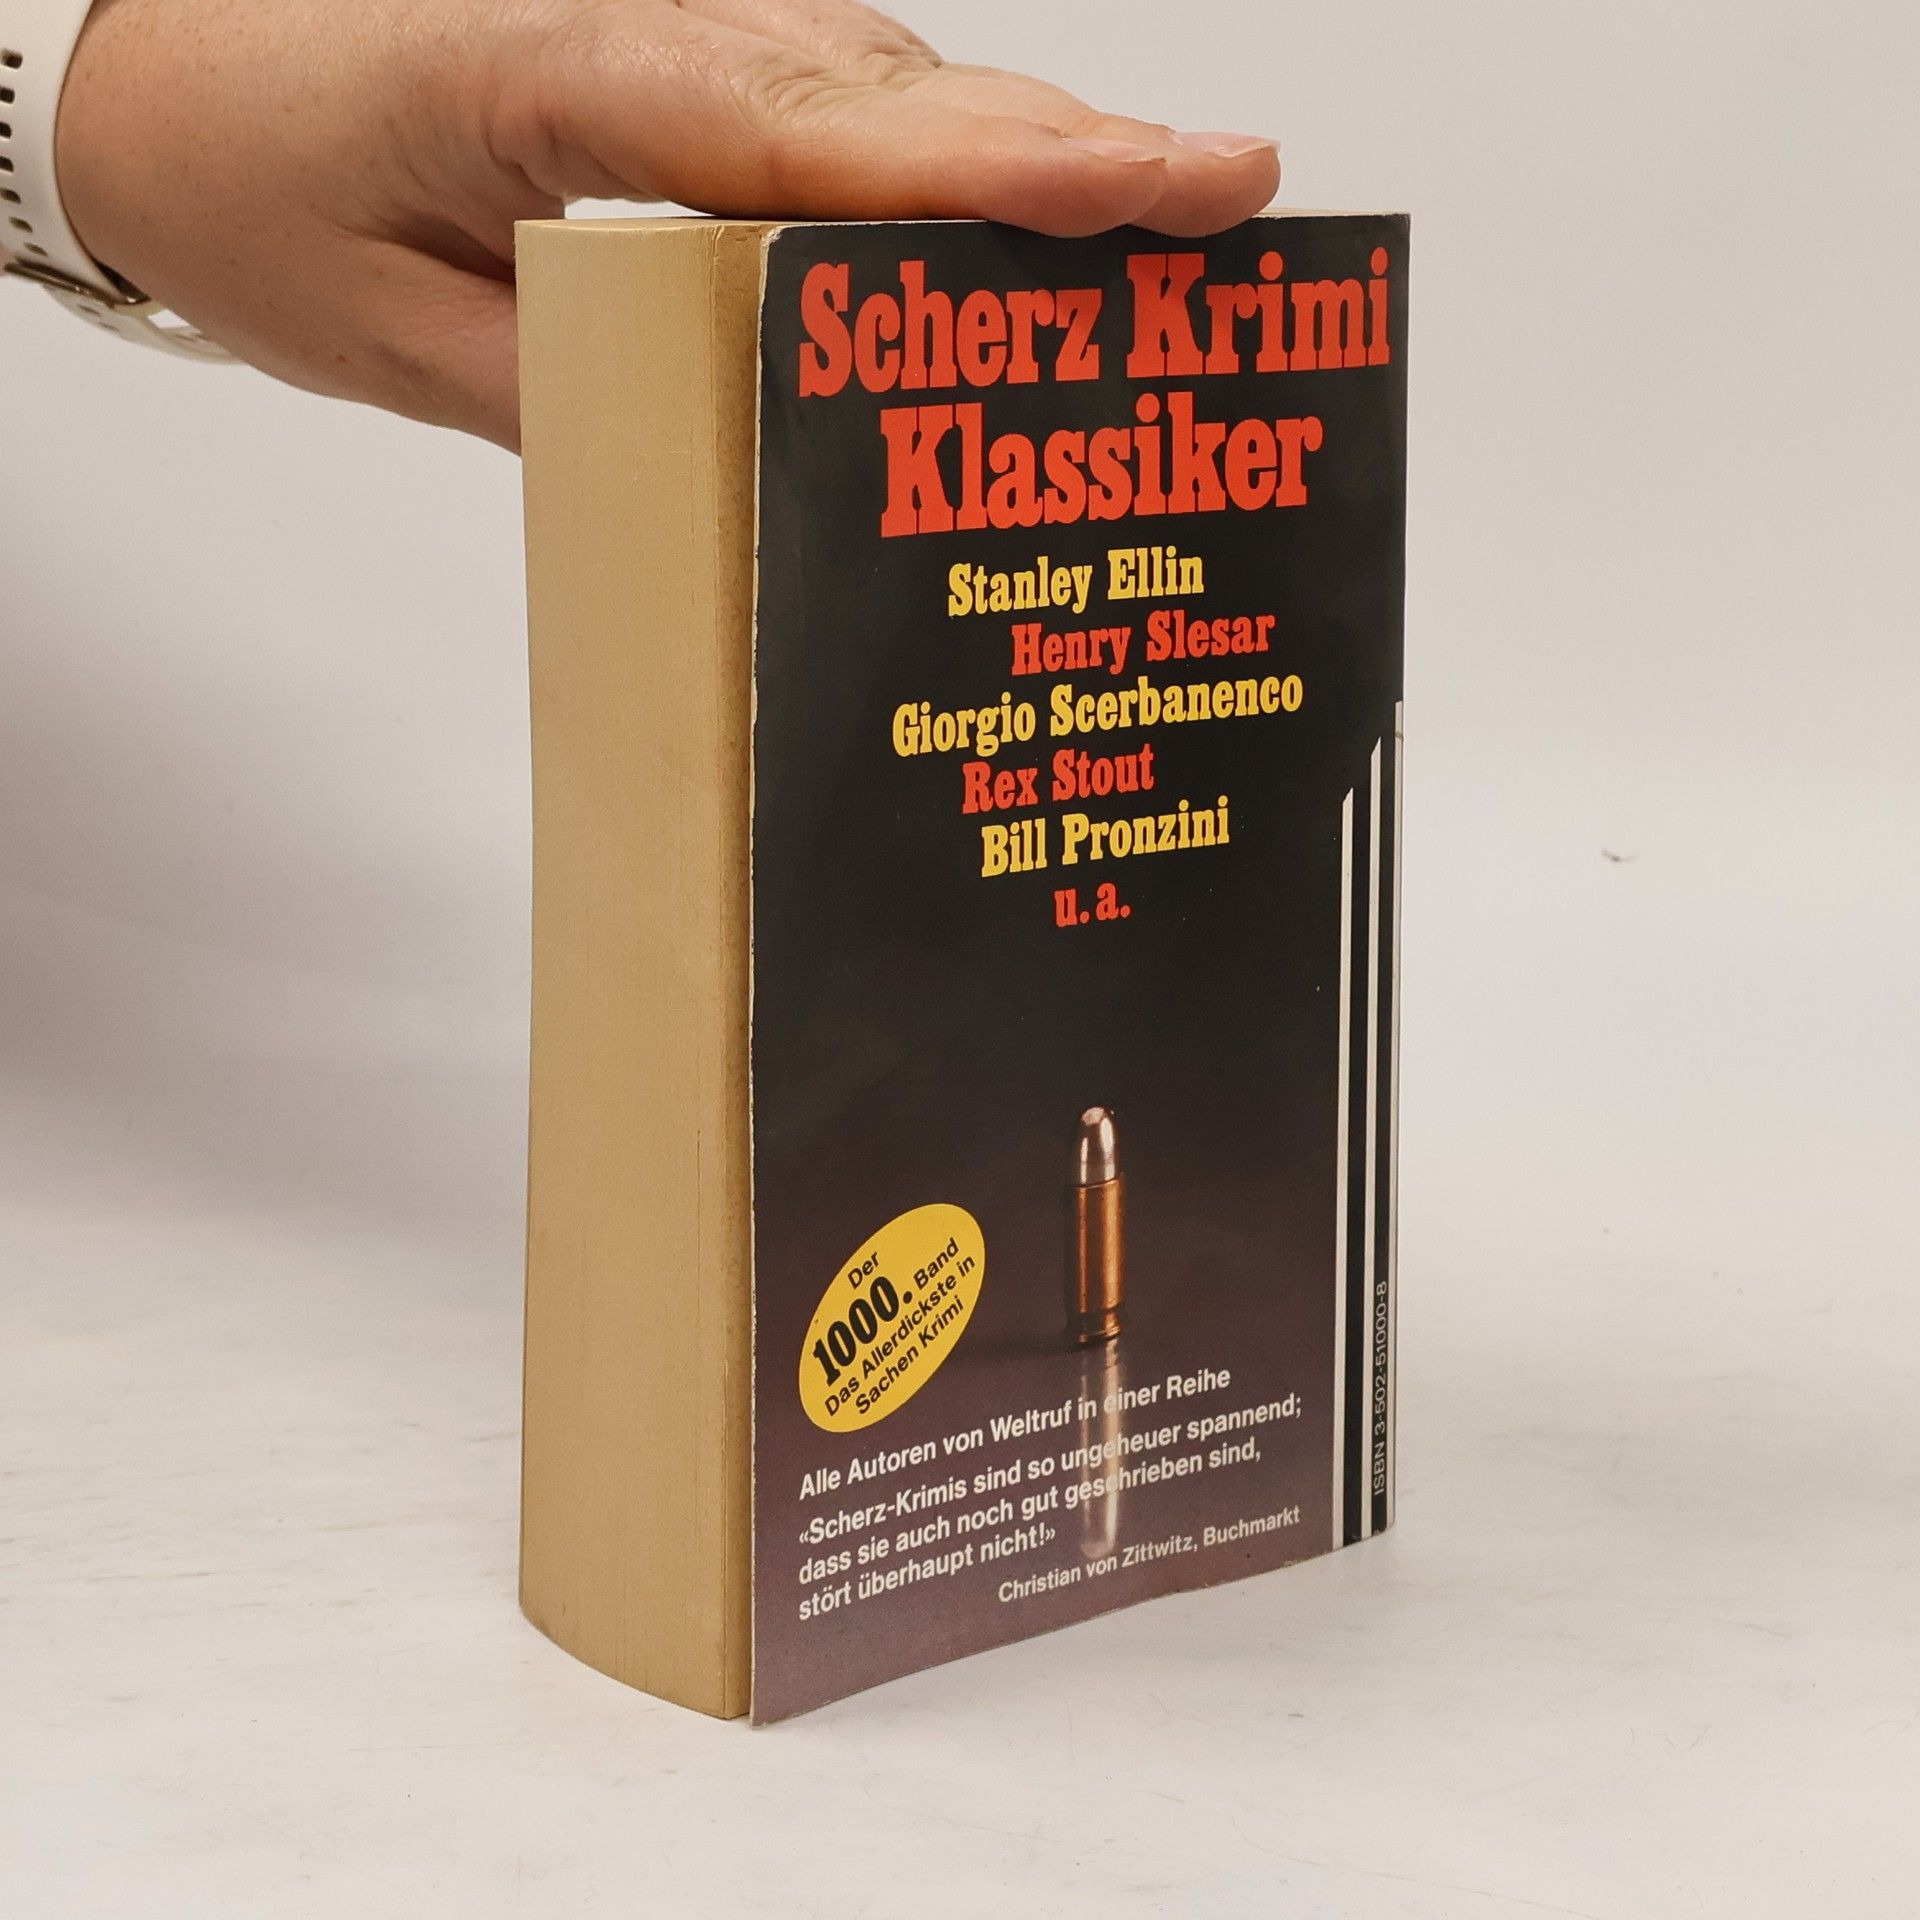 Scherz Krimi
Klassiker
Stanley Ellin
Henry Slesar
Giorgio Scerbanenco
Rex Stout
Bill Pronzini
u. a.
Der
1000. Band
Das Allerdickste in
Sachen Krimi
Alle Autoren von Weltruf in einer Reihe
«Scherz-Krimis sind so ungeheuer spannend;
dass sie auch noch gut geschrieben sind,
stört überhaupt nicht!»
Christian von Zittwitz, Buchmarkt
ISBN 3-502-51000-8